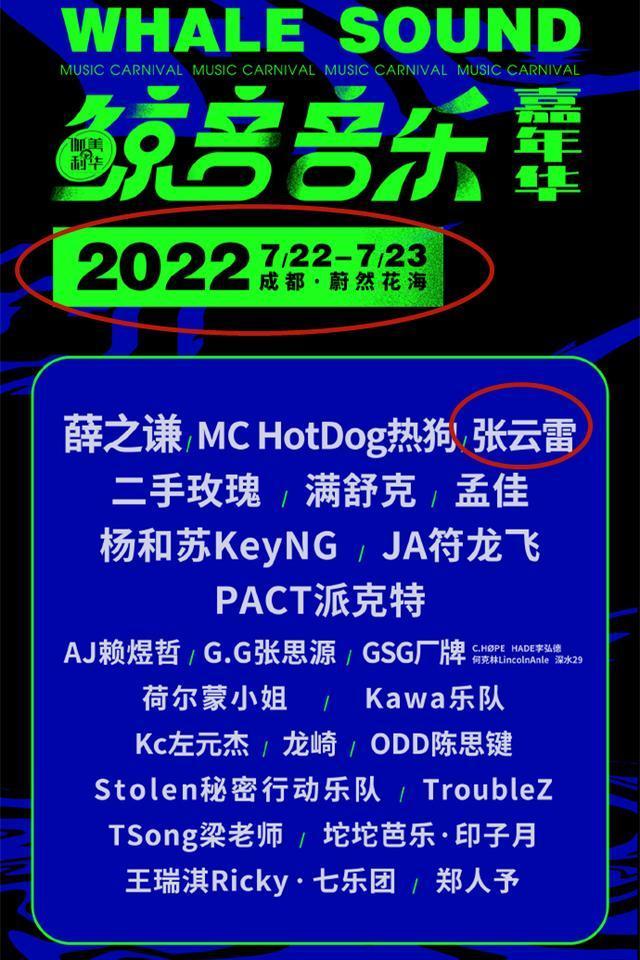 WHALE SOUND
MUSIC CARNIVAL MUSIC CARNIVAL MUSIC CARNIVAL MUSIC CARNIVAL
鲸音音乐
嘉年华
伽美利华
2022 7/22-7/23
成都·蔚然花海
薛之谦 / MC HotDog热狗 / 张云雷
二手玫瑰 / 满舒克 / 孟佳
杨和苏KeyNG / JA符龙飞
PACT派克特
AJ赖煜哲 / G.G张思源 / GSG厂牌 C.HØPE HADE李弘德
何克林LincolnAnle 深水29
荷尔蒙小姐 / Kawa乐队
Kc左元杰 / 龙崎 / ODD陈思键
Stolen秘密行动乐队 / TroubleZ
TSong梁老师 / 坨坨芭乐·印子月
王瑞淇Ricky·七乐团 / 郑人予